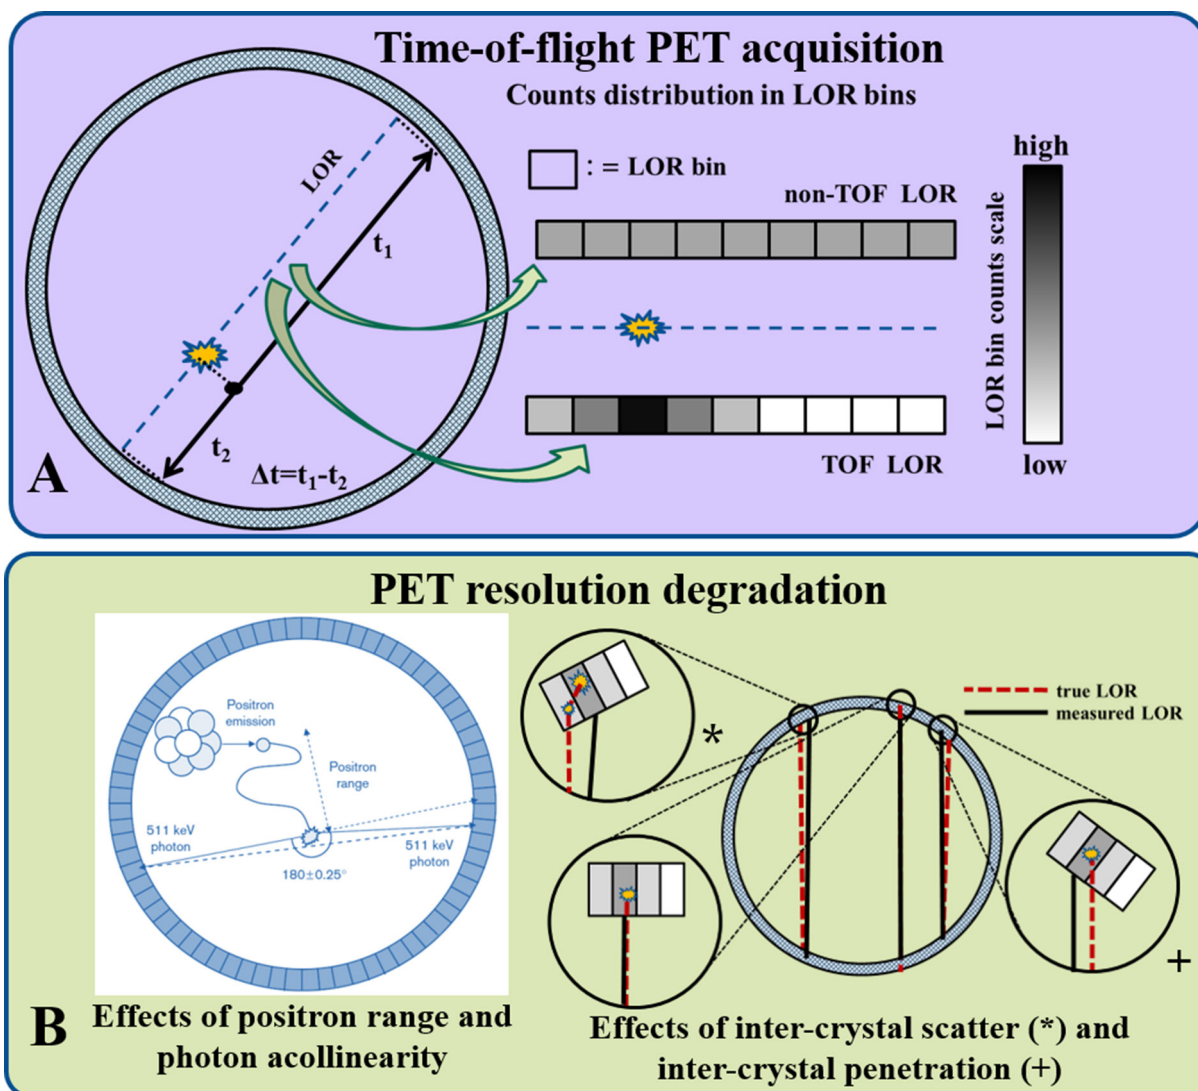 Time-of-flight PET acquisition
Counts distribution in LOR bins
LOR
t1
t2
Δt=t1-t2
: = LOR bin
non-TOF LOR
TOF LOR
high
LOR bin counts scale
low
A
PET resolution degradation
Positron
emission
Positron
range
511 keV
photon
511 keV
photon
180±0.25°
*
true LOR
measured LOR
+
B
Effects of positron range and
photon acollinearity
Effects of inter-crystal scatter (*) and
inter-crystal penetration (+)